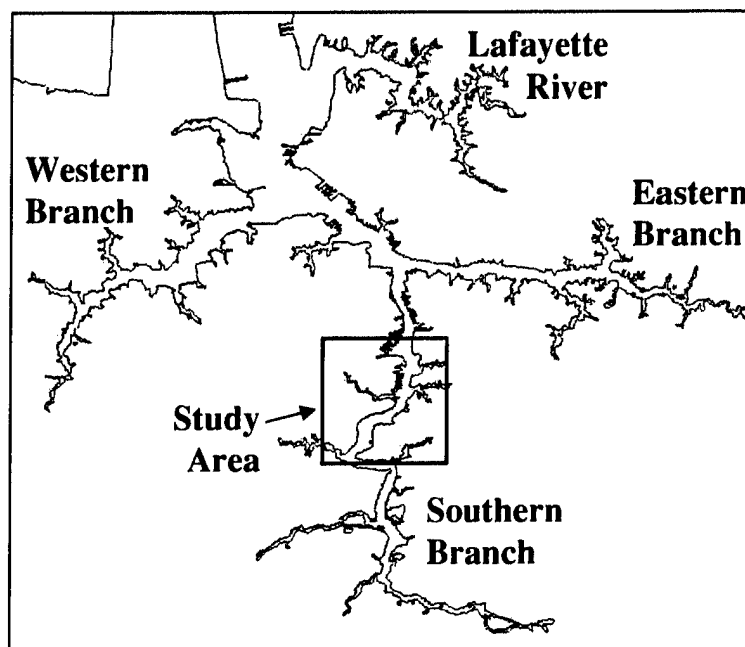 Lafayette
River
Western
Branch
Eastern
Branch
Study
Area
Southern
Branch